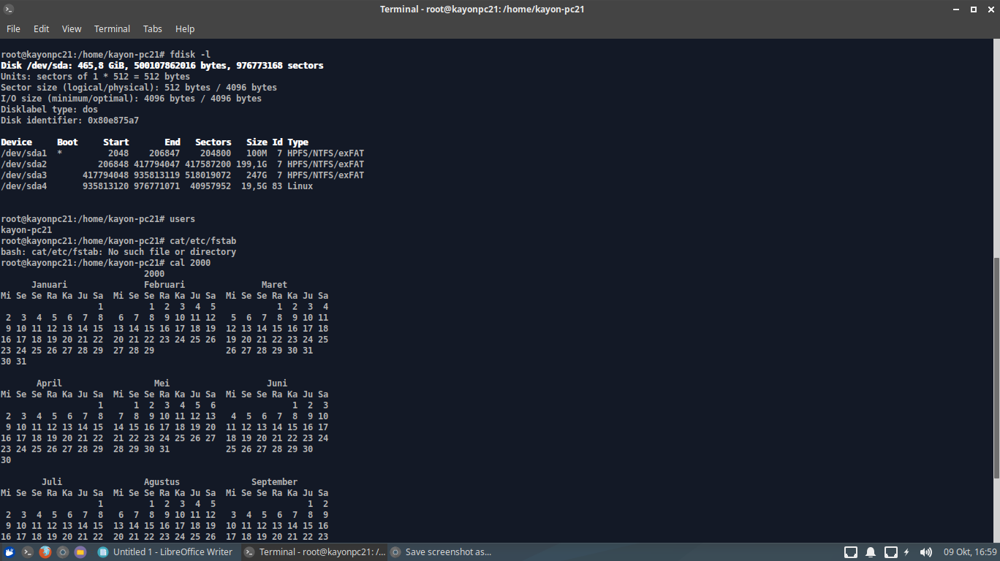 Terminal - root@kayonpc21: /home/kayon-pc21
File Edit View Terminal Tabs Help
root@kayonpc21:/home/kayon-pc21# fdisk -l
Disk /dev/sda: 465,8 GiB, 500107862016 bytes, 976773168 sectors
Units: sectors of 1 * 512 = 512 bytes
Sector size (logical/physical): 512 bytes / 4096 bytes
I/O size (minimum/optimal): 4096 bytes / 4096 bytes
Disklabel type: dos
Disk identifier: 0x80e875a7
Device     Boot     Start       End   Sectors   Size Id Type
/dev/sda1  *         2048    206847    204800   100M  7 HPFS/NTFS/exFAT
/dev/sda2          206848 417794047 417587200 199,1G  7 HPFS/NTFS/exFAT
/dev/sda3       417794048 935813119 518019072   247G  7 HPFS/NTFS/exFAT
/dev/sda4       935813120 976771071  40957952  19,5G 83 Linux
root@kayonpc21:/home/kayon-pc21# users
kayon-pc21
root@kayonpc21:/home/kayon-pc21# cat/etc/fstab
bash: cat/etc/fstab: No such file or directory
root@kayonpc21:/home/kayon-pc21# cal 2000
                            2000
      Januari               Februari               Maret
Mi Se Se Ra Ka Ju Sa  Mi Se Se Ra Ka Ju Sa  Mi Se Se Ra Ka Ju Sa
                   1         1  2  3  4  5            1  2  3  4
 2  3  4  5  6  7  8   6  7  8  9 10 11 12   5  6  7  8  9 10 11
 9 10 11 12 13 14 15  13 14 15 16 17 18 19  12 13 14 15 16 17 18
16 17 18 19 20 21 22  20 21 22 23 24 25 26  19 20 21 22 23 24 25
23 24 25 26 27 28 29  27 28 29              26 27 28 29 30 31
30 31
       April                  Mei                   Juni
Mi Se Se Ra Ka Ju Sa  Mi Se Se Ra Ka Ju Sa  Mi Se Se Ra Ka Ju Sa
                   1      1  2  3  4  5  6               1  2  3
 2  3  4  5  6  7  8   7  8  9 10 11 12 13   4  5  6  7  8  9 10
 9 10 11 12 13 14 15  14 15 16 17 18 19 20  11 12 13 14 15 16 17
16 17 18 19 20 21 22  21 22 23 24 25 26 27  18 19 20 21 22 23 24
23 24 25 26 27 28 29  28 29 30 31           25 26 27 28 29 30
30
        Juli                Agustus              September
Mi Se Se Ra Ka Ju Sa  Mi Se Se Ra Ka Ju Sa  Mi Se Se Ra Ka Ju Sa
                   1         1  2  3  4  5                  1  2
 2  3  4  5  6  7  8   6  7  8  9 10 11 12   3  4  5  6  7  8  9
 9 10 11 12 13 14 15  13 14 15 16 17 18 19  10 11 12 13 14 15 16
16 17 18 19 20 21 22  20 21 22 23 24 25 26  17 18 19 20 21 22 23
Untitled 1 - LibreOffice Writer Terminal - root@kayonpc21: /... Save screenshot as... 09 Okt, 16:59